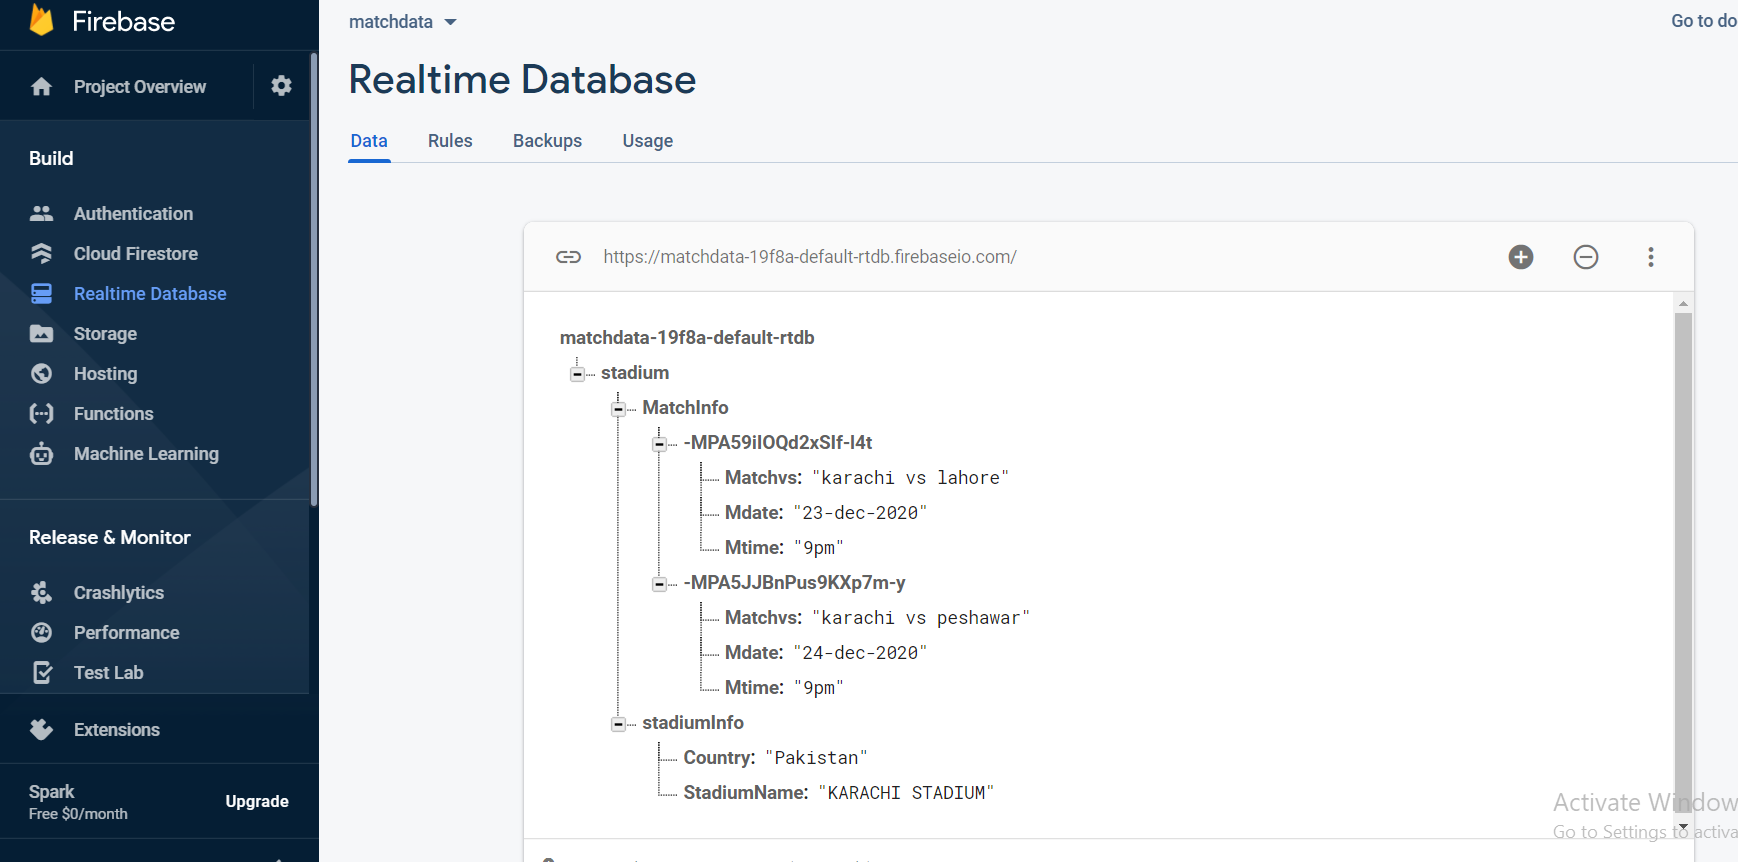 Firebase
Project Overview
Build
Authentication
Cloud Firestore
Realtime Database
Storage
Hosting
Functions
Machine Learning
Release & Monitor
Crashlytics
Performance
Test Lab
Extensions
Spark
Free $0/month
Upgrade
matchdata
Go to do
Realtime Database
Data Rules Backups Usage
https://matchdata-19f8a-default-rtdb.firebaseio.com/
matchdata-19f8a-default-rtdb
stadium
MatchInfo
-MPA59ilOQd2xSlf-l4t
Matchvs: "karachi vs lahore"
Mdate: "23-dec-2020"
Mtime: "9pm"
-MPA5JJBnPus9KXp7m-y
Matchvs: "karachi vs peshawar"
Mdate: "24-dec-2020"
Mtime: "9pm"
stadiumInfo
Country: "Pakistan"
StadiumName: "KARACHI STADIUM"
Activate Window
Go to Settings to activa